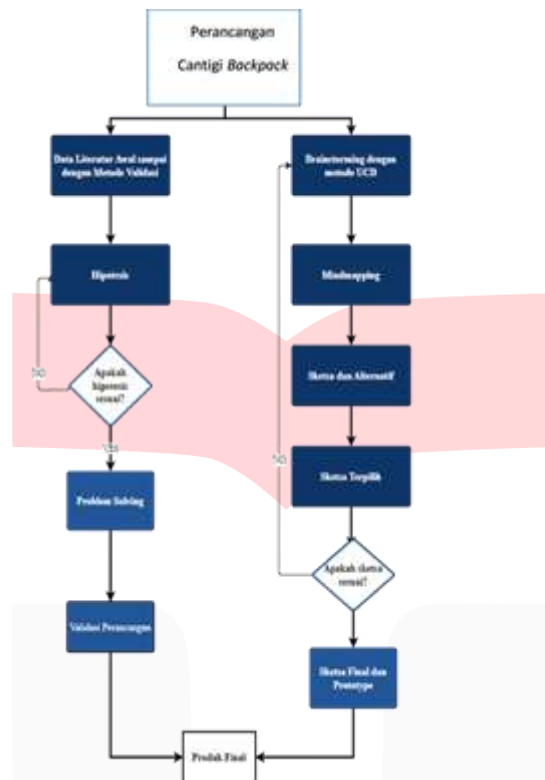 Perancangan
Cantigi Backpack
Data Literatur Awal sampai
dengan Metode Validasi
Brainstorming dengan
metode UCD
Hipotesis
Mindmapping
NO
Apakah
hipotesis
sesuai?
Sketsa dan Alternatif
YES
NO
Sketsa Terpilih
Problem Solving
Apakah sketsa
sesuai?
Validasi Perancangan
Sketsa Final dan
Prototype
Produk Final